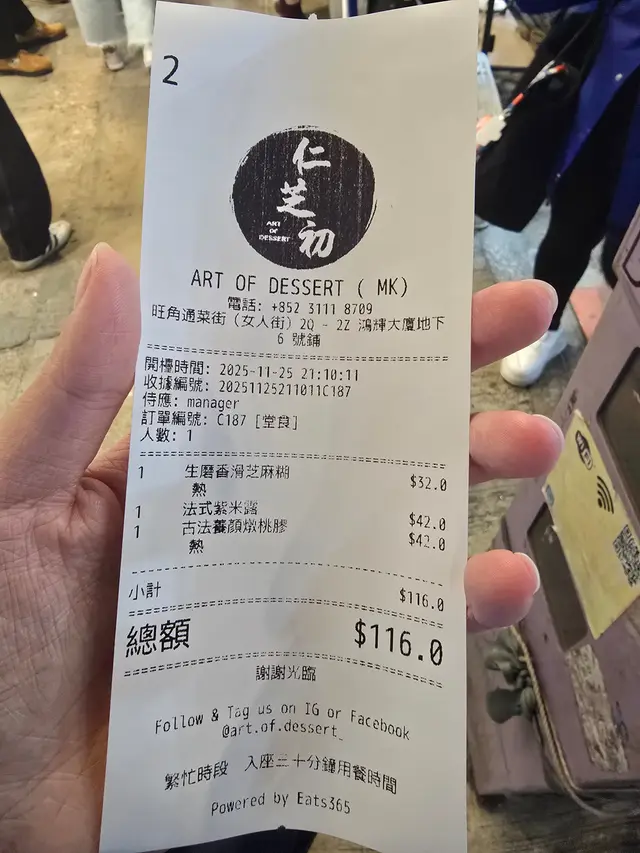 2
仁芝初
ART
OF
DESSERT
ART OF DESSERT ( MK)
電話: +852 3111 8709
旺角通菜街（女人街）2Q - 2Z 鴻輝大廈地下
6 號鋪
開檯時間: 2025-11-25 21:10:11
收據編號: 20251125211011C187
侍應: manager
訂單編號: C187 [堂食]
人數: 1
1 生磨香滑芝麻糊 $32.0
熱
1 法式紫米露 $42.0
1 古法養顏燉桃膠 $42.0
熱
小計 $116.0
總額 $116.0
謝謝光臨
Follow & Tag us on IG or Facebook
@art.of.dessert_
繁忙時段 入座三十分鐘用餐時間
Powered by Eats365